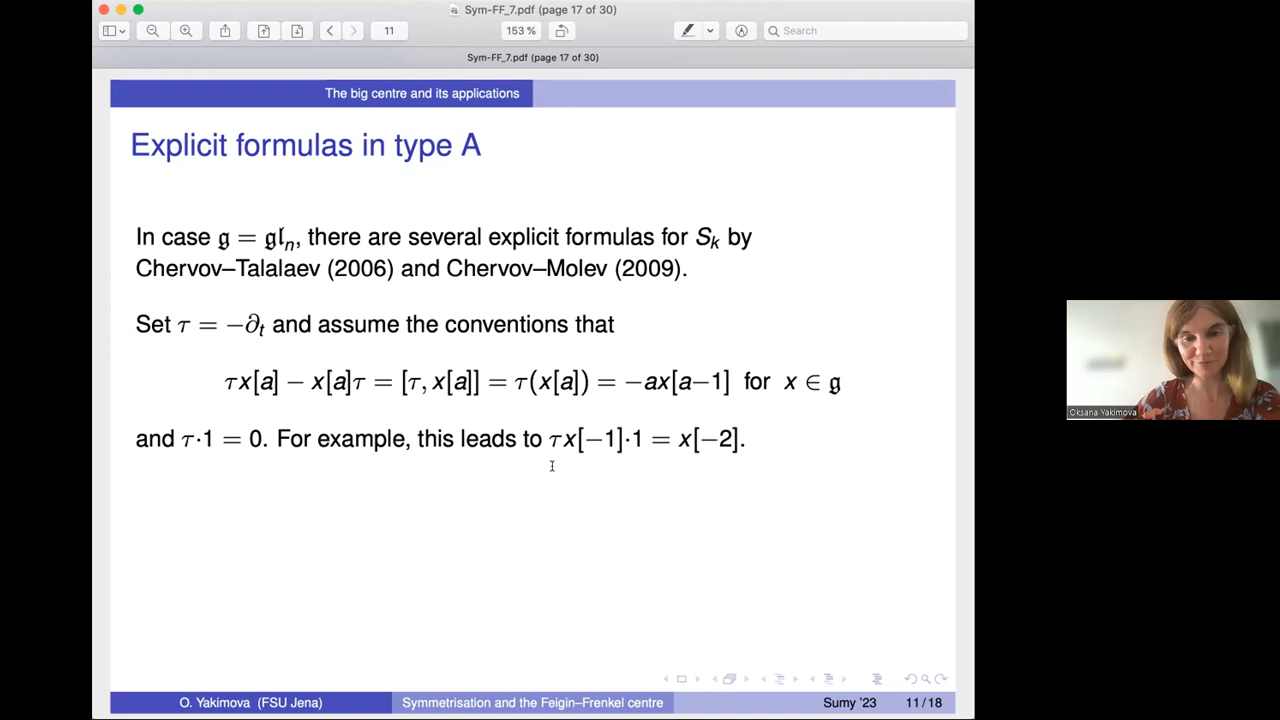 Sym-FF_7.pdf (page 17 of 30)
11
153 %
Search
Sym-FF_7.pdf (page 17 of 30)
The big centre and its applications
Explicit formulas in type A
In case 𝔤 = 𝔤𝔩ₙ, there are several explicit formulas for Sₖ by
Chervov–Talalaev (2006) and Chervov–Molev (2009).
Set τ = −∂ₜ and assume the conventions that
τx[a] − x[a]τ = [τ, x[a]] = τ(x[a]) = −ax[a−1] for x ∈ 𝔤
and τ·1 = 0. For example, this leads to τx[−1]·1 = x[−2].
Oksana Yakimova
O. Yakimova (FSU Jena)
Symmetrisation and the Feigin–Frenkel centre
Sumy '23
11 / 18